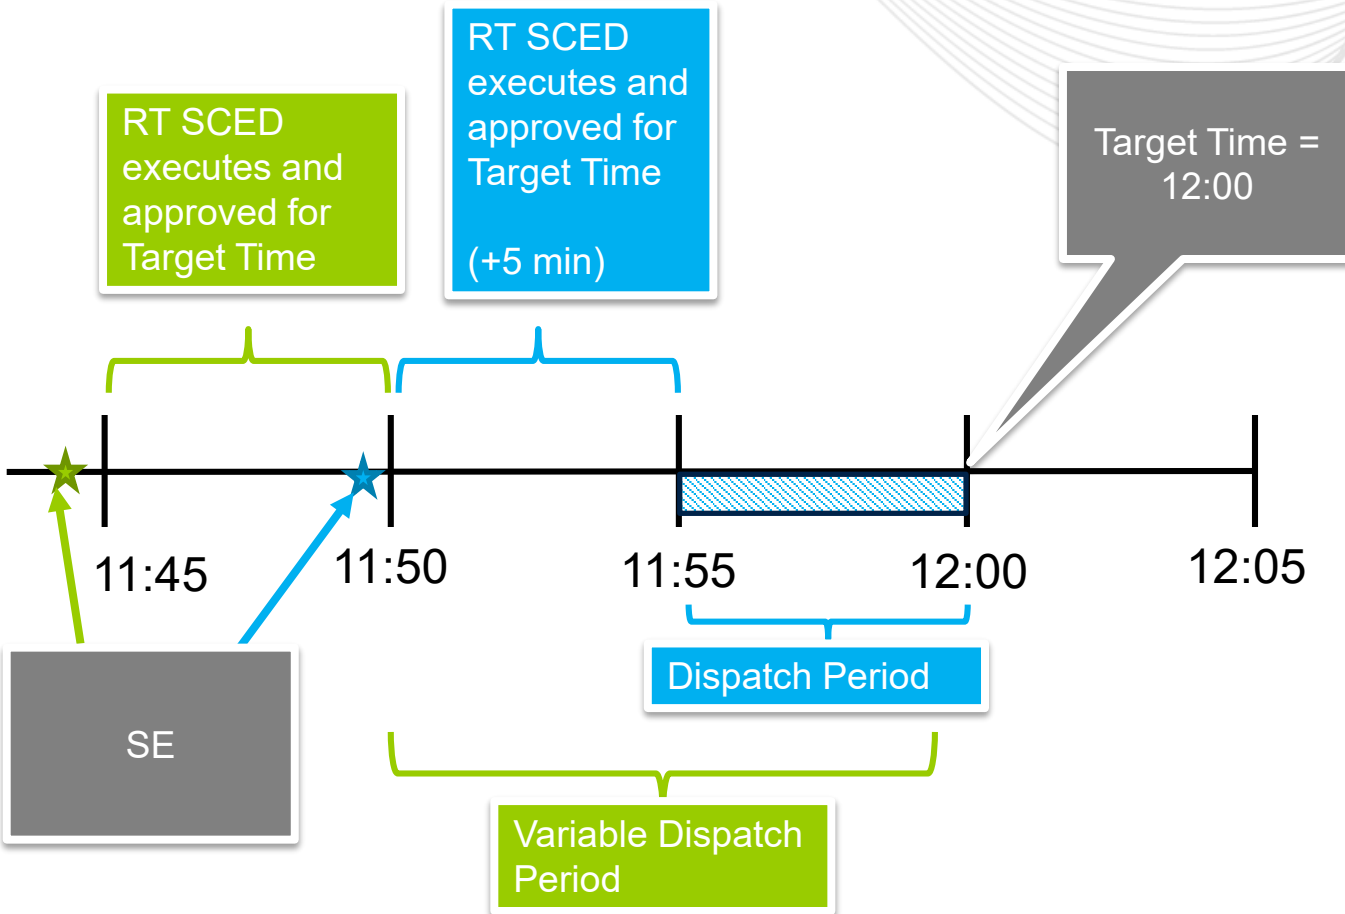 RT SCED
executes and
approved for
Target Time
RT SCED
executes and
approved for
Target Time
(+5 min)
Target Time =
12:00
11:45
11:50
11:55
12:00
12:05
Dispatch Period
SE
Variable Dispatch
Period